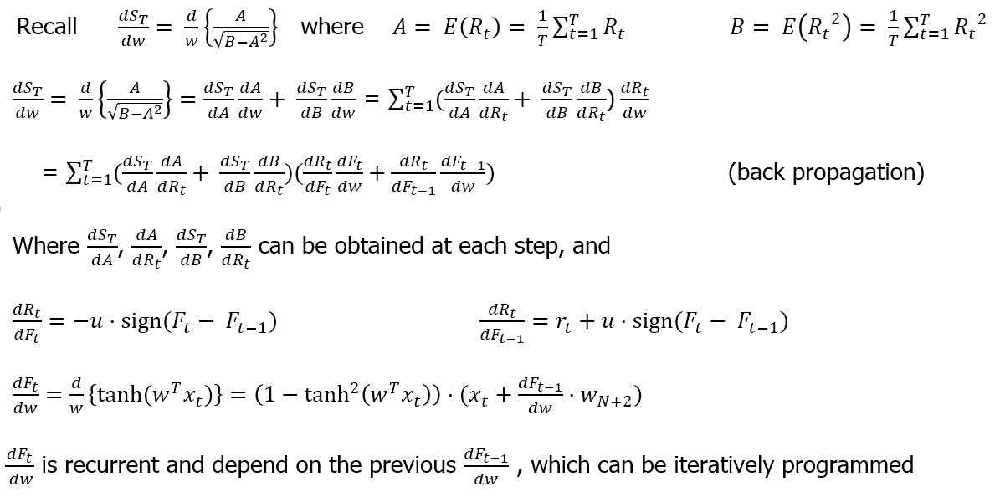 Recall $\frac{dS_T}{dw} = \frac{d}{w}\left\{\frac{A}{\sqrt{B-A^2}}\right\}$ where $A = E(R_t) = \frac{1}{T}\sum_{t=1}^{T} R_t$ $B = E(R_t{}^2) = \frac{1}{T}\sum_{t=1}^{T} R_t{}^2$
$\frac{dS_T}{dw} = \frac{d}{w}\left\{\frac{A}{\sqrt{B-A^2}}\right\} = \frac{dS_T}{dA}\frac{dA}{dw} + \frac{dS_T}{dB}\frac{dB}{dw} = \sum_{t=1}^{T}(\frac{dS_T}{dA}\frac{dA}{dR_t} + \frac{dS_T}{dB}\frac{dB}{dR_t})\frac{dR_t}{dw}$
$= \sum_{t=1}^{T}(\frac{dS_T}{dA}\frac{dA}{dR_t} + \frac{dS_T}{dB}\frac{dB}{dR_t})(\frac{dR_t}{dF_t}\frac{dF_t}{dw} + \frac{dR_t}{dF_{t-1}}\frac{dF_{t-1}}{dw})$ (back propagation)
Where $\frac{dS_T}{dA}, \frac{dA}{dR_t}, \frac{dS_T}{dB}, \frac{dB}{dR_t}$ can be obtained at each step, and
$\frac{dR_t}{dF_t} = -u \cdot \text{sign}(F_t - F_{t-1})$ $\frac{dR_t}{dF_{t-1}} = r_t + u \cdot \text{sign}(F_t - F_{t-1})$
$\frac{dF_t}{dw} = \frac{d}{w}\{\tanh(w^T x_t)\} = (1 - \tanh^2(w^T x_t)) \cdot (x_t + \frac{dF_{t-1}}{dw} \cdot w_{N+2})$
$\frac{dF_t}{dw}$ is recurrent and depend on the previous $\frac{dF_{t-1}}{dw}$ , which can be iteratively programmed